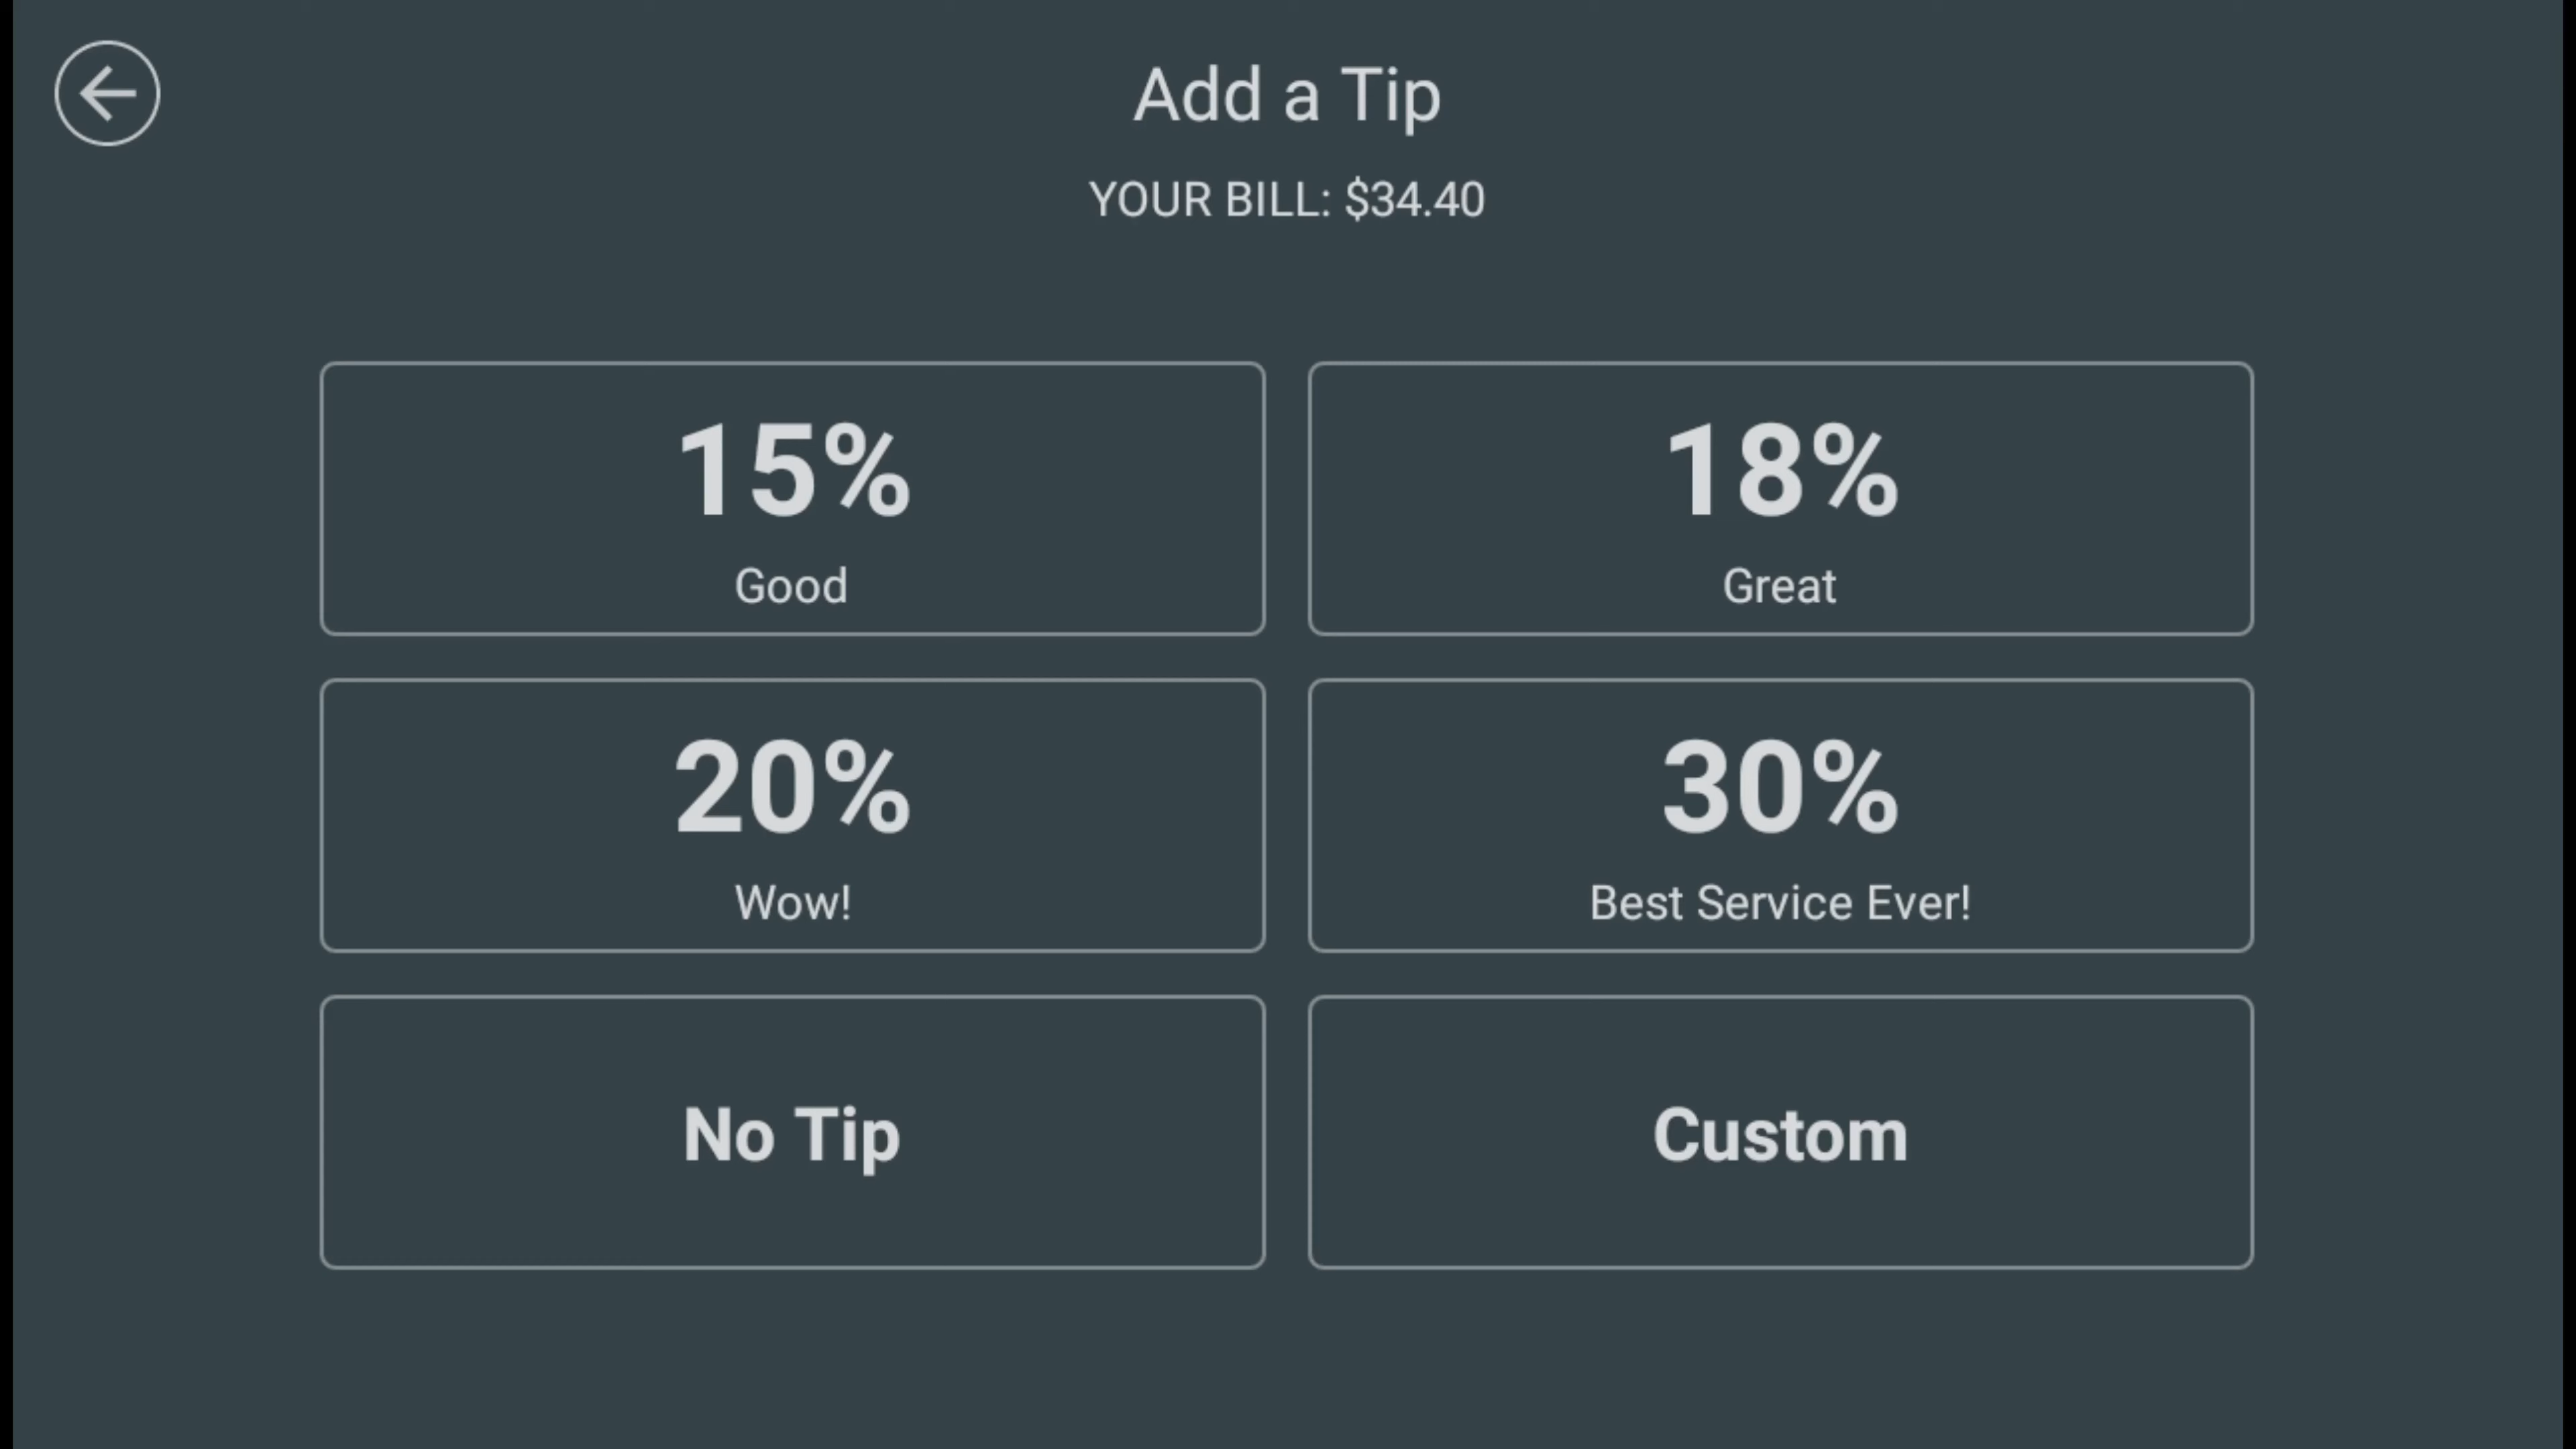 Add a Tip
YOUR BILL: $34.40
15%
Good
18%
Great
20%
Wow!
30%
Best Service Ever!
No Tip
Custom